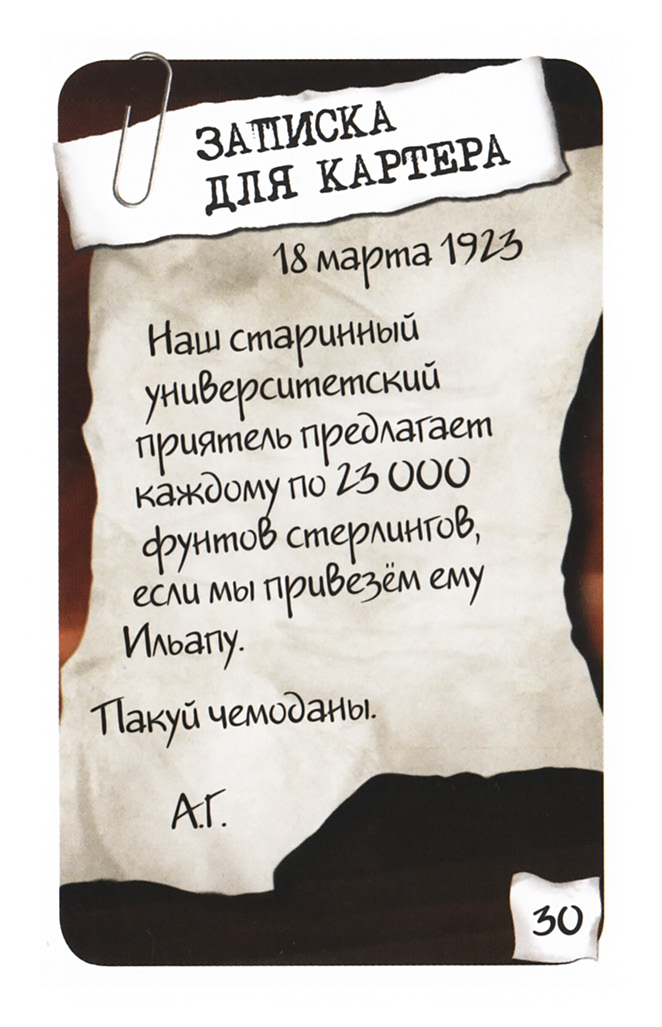 ЗАПИСКА
ДЛЯ КАРТЕРА
18 марта 1923
Наш старинный
университетский
приятель предлагает
каждому по 23 000
фунтов стерлингов,
если мы привезём ему
Ильапу.
Пакуй чемоданы.
А.Г.
30